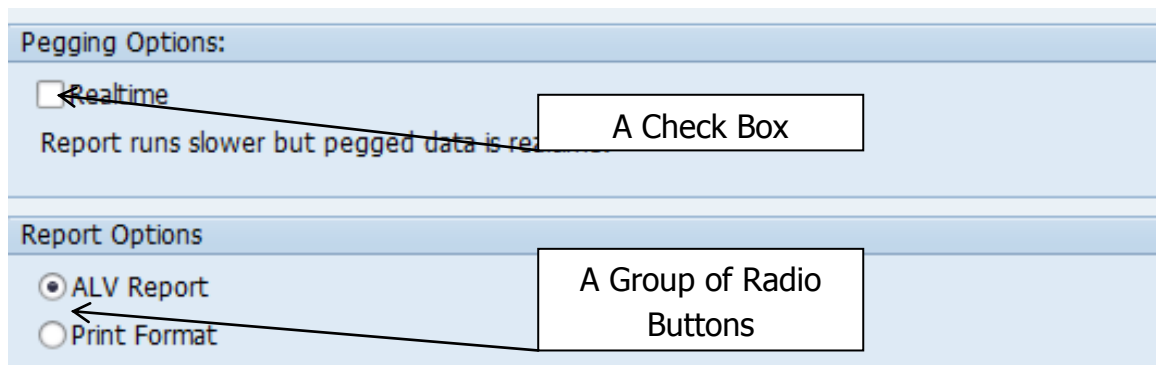 Pegging Options:
Realtime
A Check Box
Report runs slower but pegged data is
Report Options
ALV Report
A Group of Radio
Buttons
Print Format